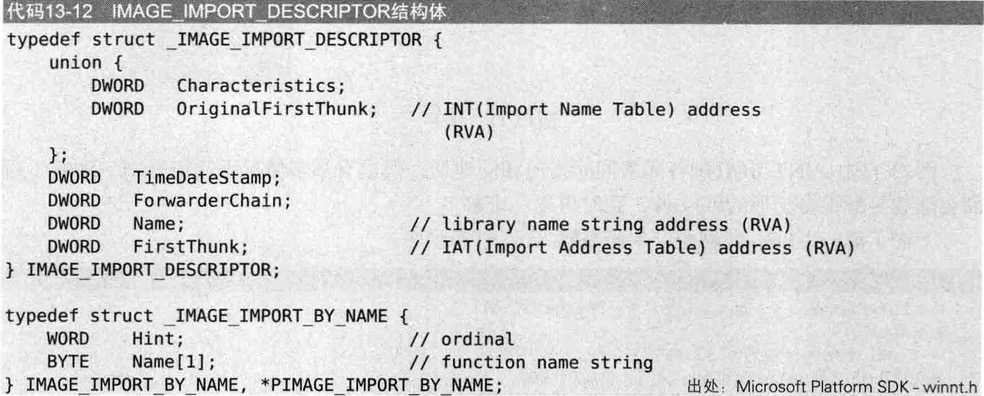 代码13-12 IMAGE_IMPORT_DESCRIPTOR结构体
typedef struct _IMAGE_IMPORT_DESCRIPTOR {
    union {
        DWORD   Characteristics;
        DWORD   OriginalFirstThunk;   // INT(Import Name Table) address
                                         (RVA)
    };
    DWORD   TimeDateStamp;
    DWORD   ForwarderChain;
    DWORD   Name;                     // library name string address (RVA)
    DWORD   FirstThunk;               // IAT(Import Address Table) address (RVA)
} IMAGE_IMPORT_DESCRIPTOR;
typedef struct _IMAGE_IMPORT_BY_NAME {
    WORD    Hint;                     // ordinal
    BYTE    Name[1];                  // function name string
} IMAGE_IMPORT_BY_NAME, *PIMAGE_IMPORT_BY_NAME;
出处：Microsoft Platform SDK - winnt.h